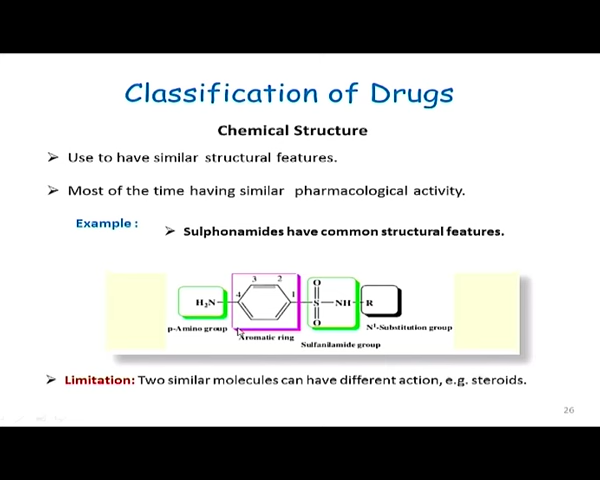 Classification of Drugs
Chemical Structure
➢ Use to have similar structural features.
➢ Most of the time having similar pharmacological activity.
Example :
➢ Sulphonamides have common structural features.
3 2
4 1
O
H₂N S NH R
O
p-Amino group
Aromatic ring
Sulfanilamide group
N¹-Substitution group
➢ Limitation: Two similar molecules can have different action, e.g. steroids.
26